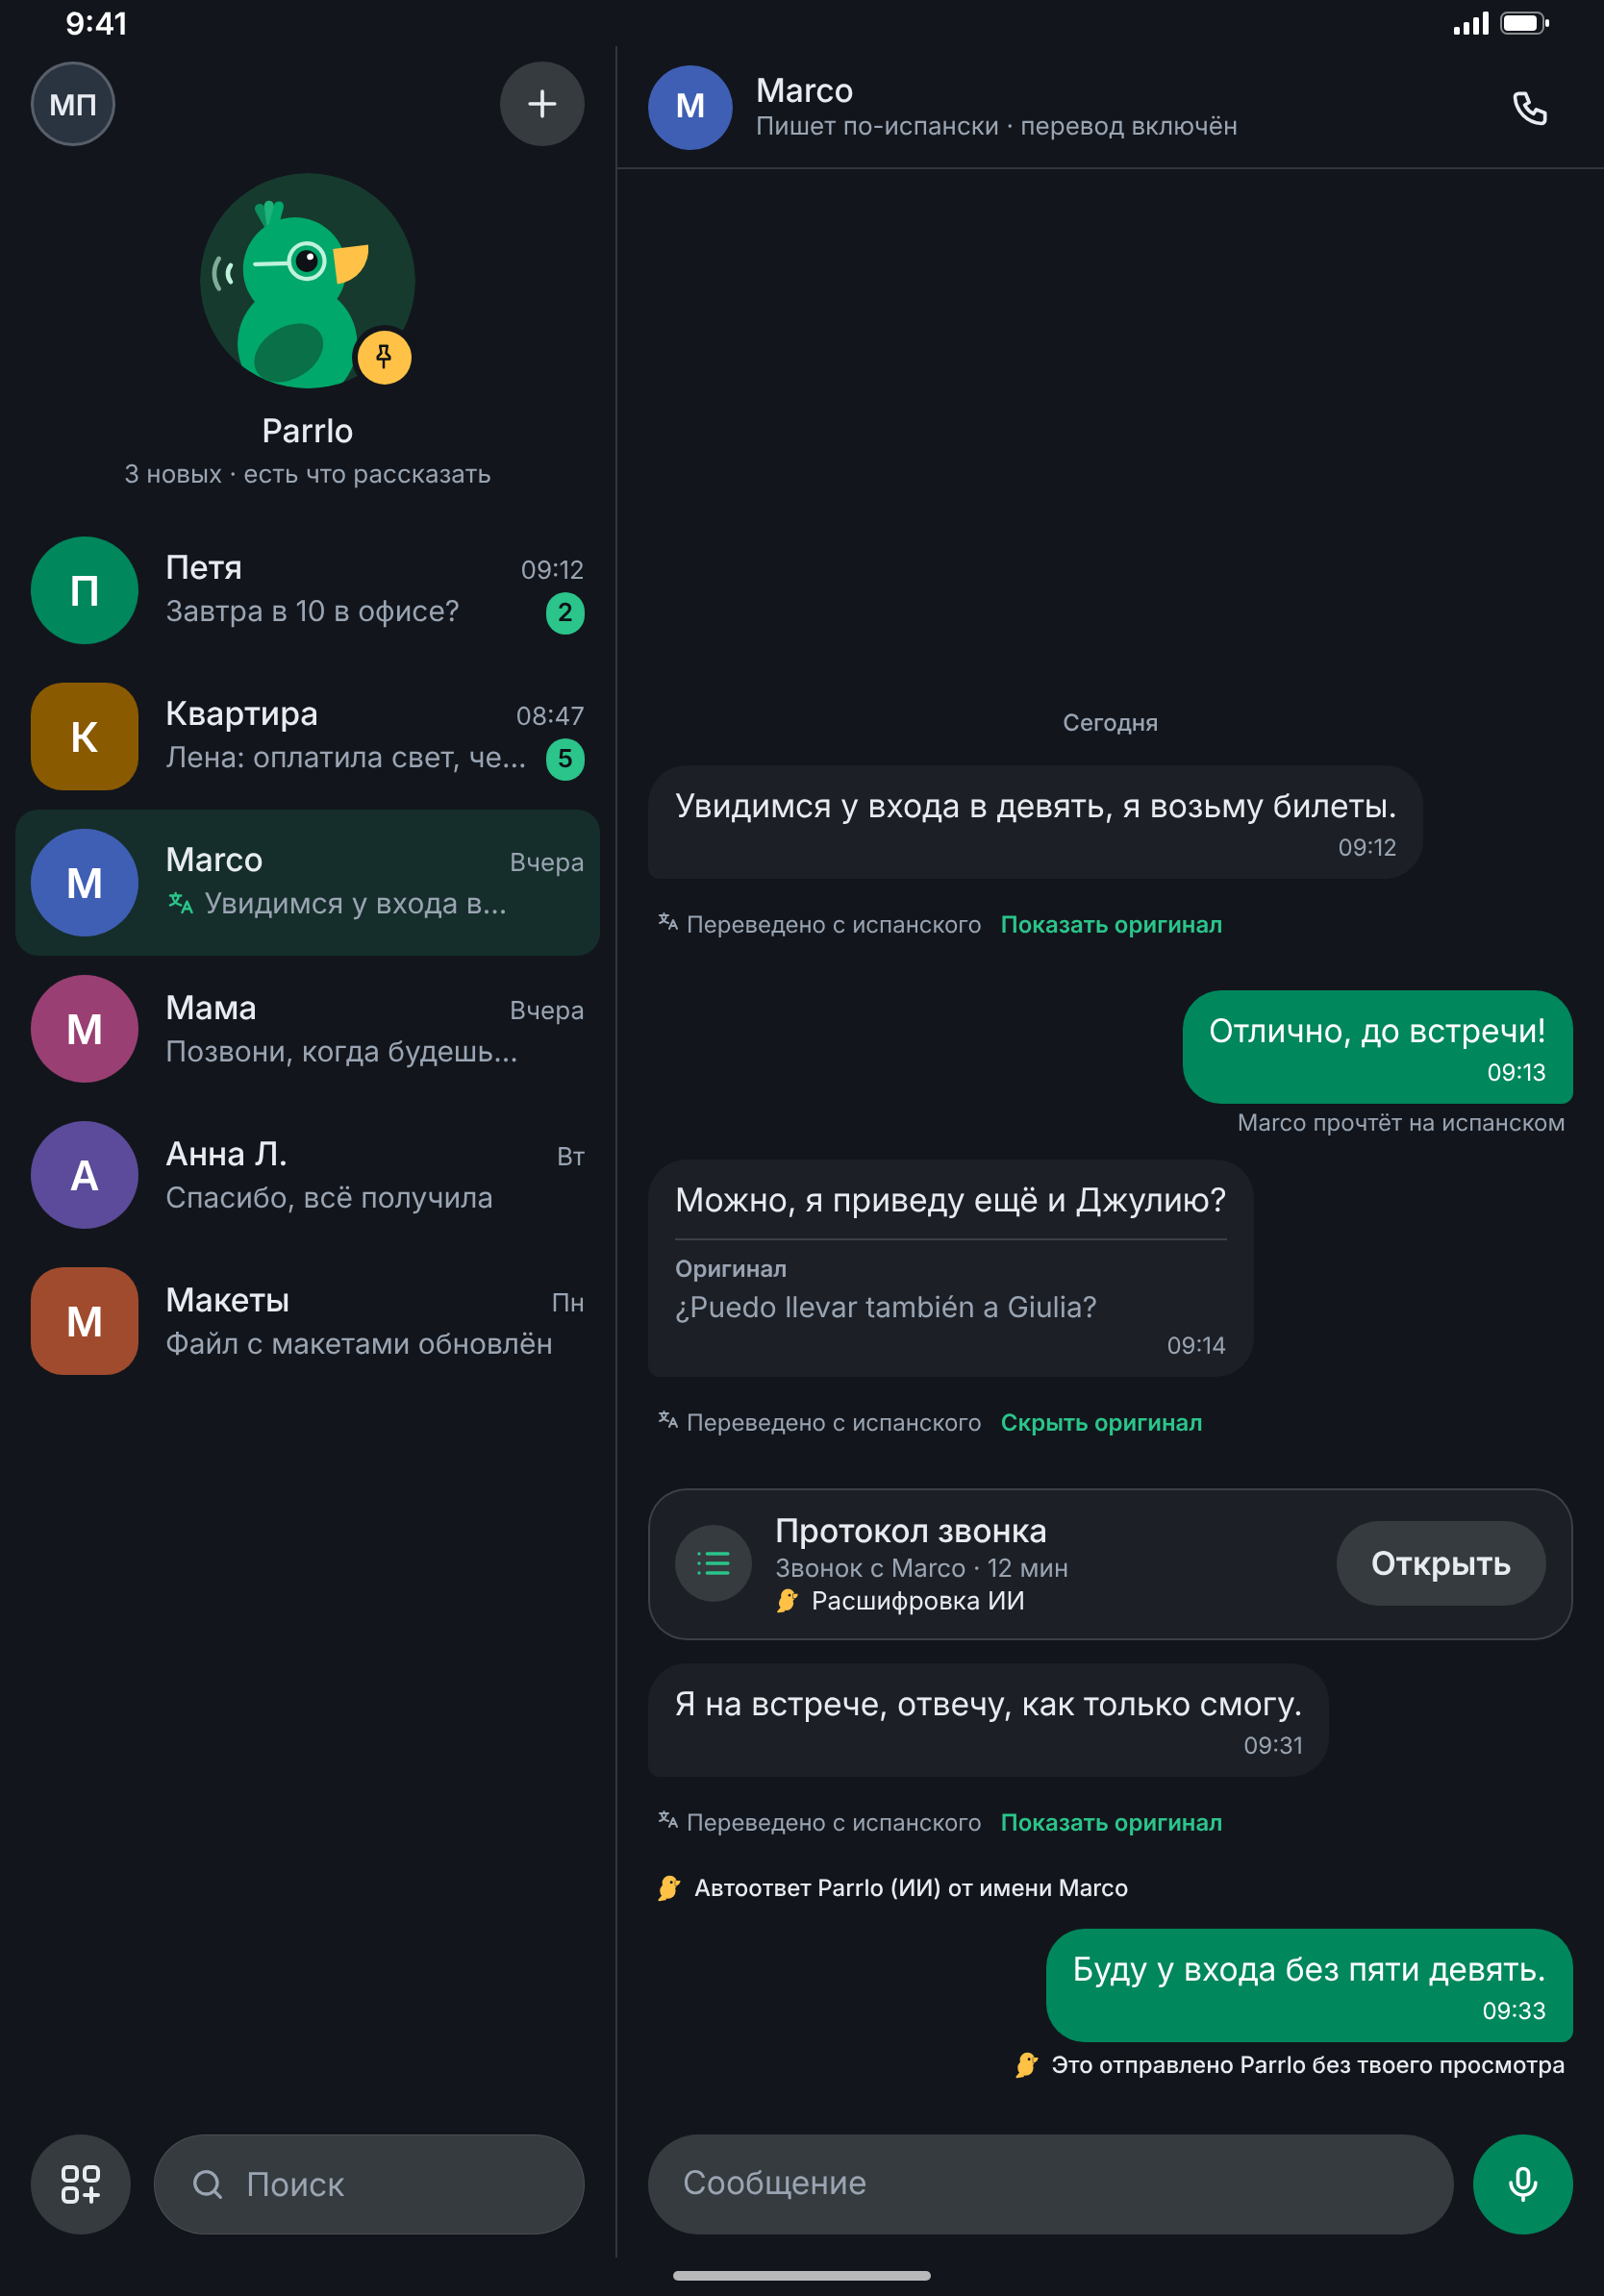 9:41
МП
Parrlo
3 новых · есть что рассказать
П
Петя
09:12
Завтра в 10 в офисе?
2
К
Квартира
08:47
Лена: оплатила свет, че...
5
M
Marco
Вчера
Увидимся у входа в...
М
Мама
Вчера
Позвони, когда будешь...
А
Анна Л.
Вт
Спасибо, всё получила
М
Макеты
Пн
Файл с макетами обновлён
Поиск
M
Marco
Пишет по-испански · перевод включён
Сегодня
Увидимся у входа в девять, я возьму билеты.
09:12
Переведено с испанского Показать оригинал
Отлично, до встречи!
09:13
Marco прочтёт на испанском
Можно, я приведу ещё и Джулию?
Оригинал
¿Puedo llevar también a Giulia?
09:14
Переведено с испанского Скрыть оригинал
Протокол звонка
Звонок с Marco · 12 мин
Расшифровка ИИ
Открыть
Я на встрече, отвечу, как только смогу.
09:31
Переведено с испанского Показать оригинал
Автоответ Parrlo (ИИ) от имени Marco
Буду у входа без пяти девять.
09:33
Это отправлено Parrlo без твоего просмотра
Сообщение